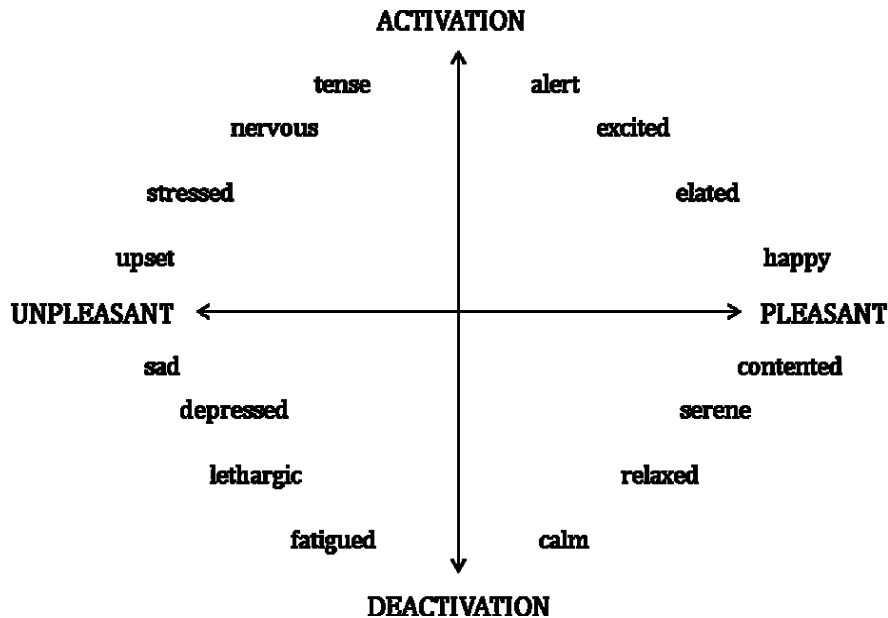 ACTIVATION
tense alert
nervous excited
stressed elated
upset happy
UNPLEASANT PLEASANT
sad contented
depressed serene
lethargic relaxed
fatigued calm
DEACTIVATION